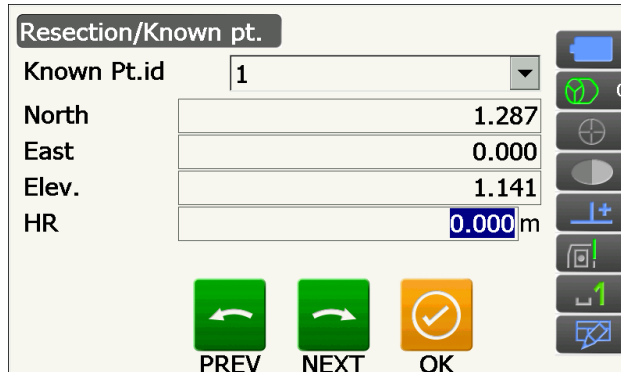 Resection/Known pt.
Known Pt.id 1
North 1.287
East 0.000
Elev. 1.141
HR 0.000 m
1
PREV NEXT OK